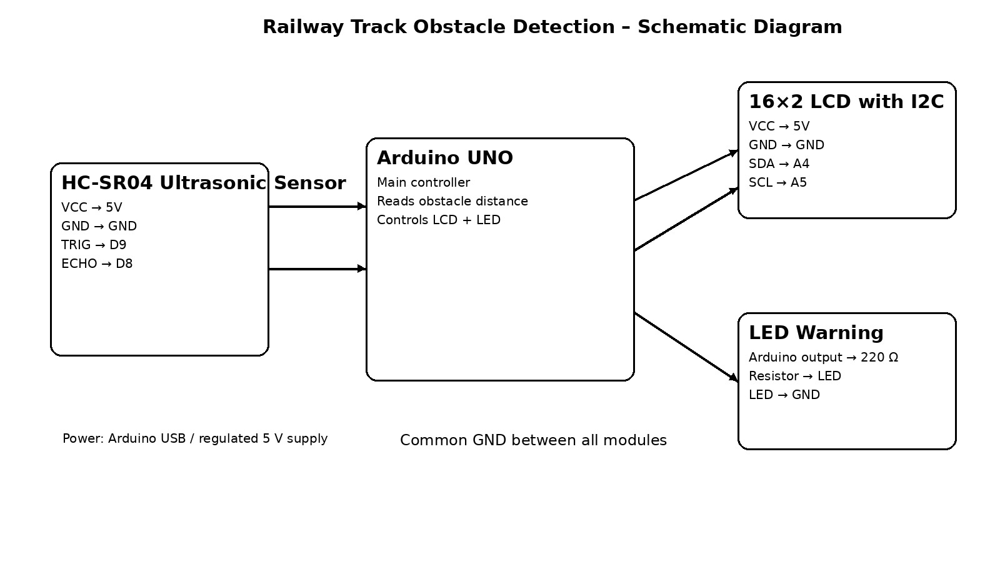 Railway Track Obstacle Detection – Schematic Diagram
HC-SR04 Ultrasonic Sensor
VCC → 5V
GND → GND
TRIG → D9
ECHO → D8
Arduino UNO
Main controller
Reads obstacle distance
Controls LCD + LED
16×2 LCD with I2C
VCC → 5V
GND → GND
SDA → A4
SCL → A5
LED Warning
Arduino output → 220 Ω
Resistor → LED
LED → GND
Power: Arduino USB / regulated 5 V supply
Common GND between all modules